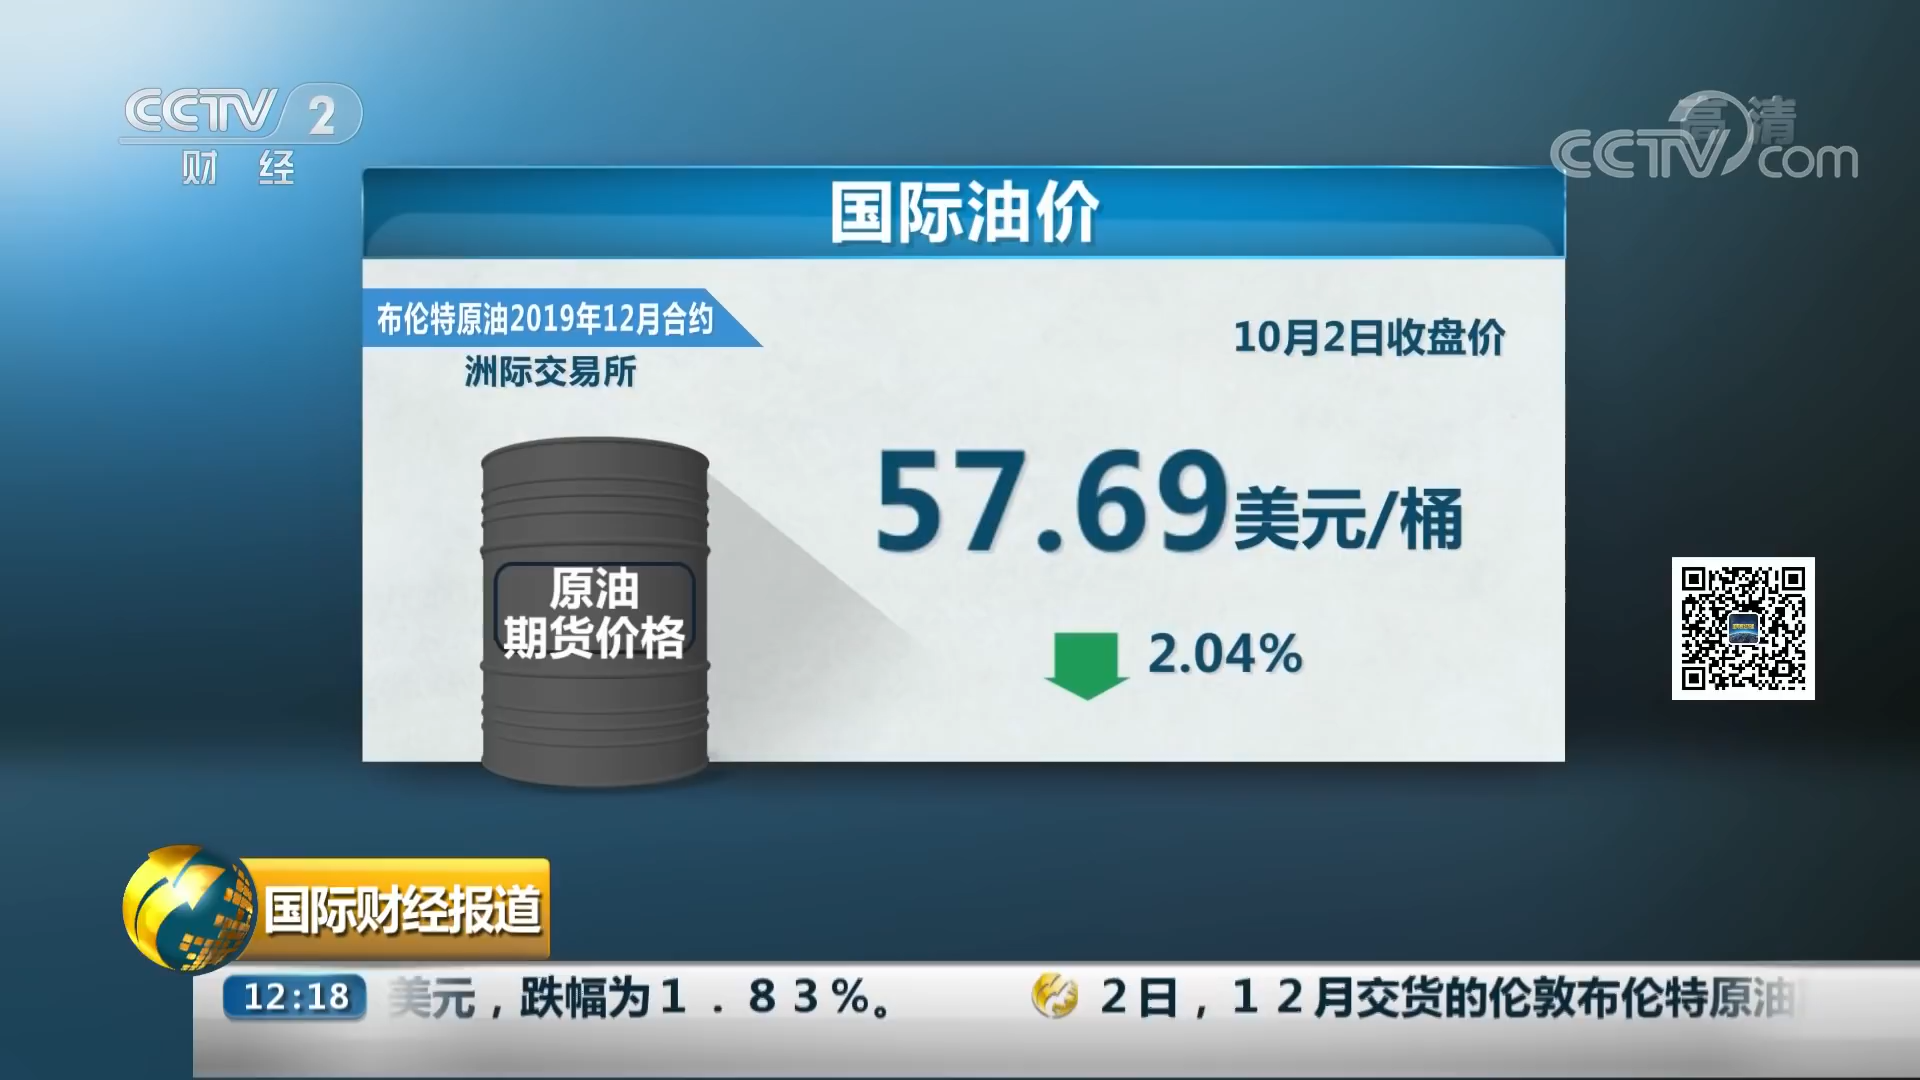 CCTV 2
财 经
高清
CCTV.com
国际油价
布伦特原油2019年12月合约
洲际交易所
10月2日收盘价
57.69美元/桶
2.04%
原油
期货价格
国际财经报道
12:18
美元，跌幅为1．83％。
2日，12月交货的伦敦布伦特原油